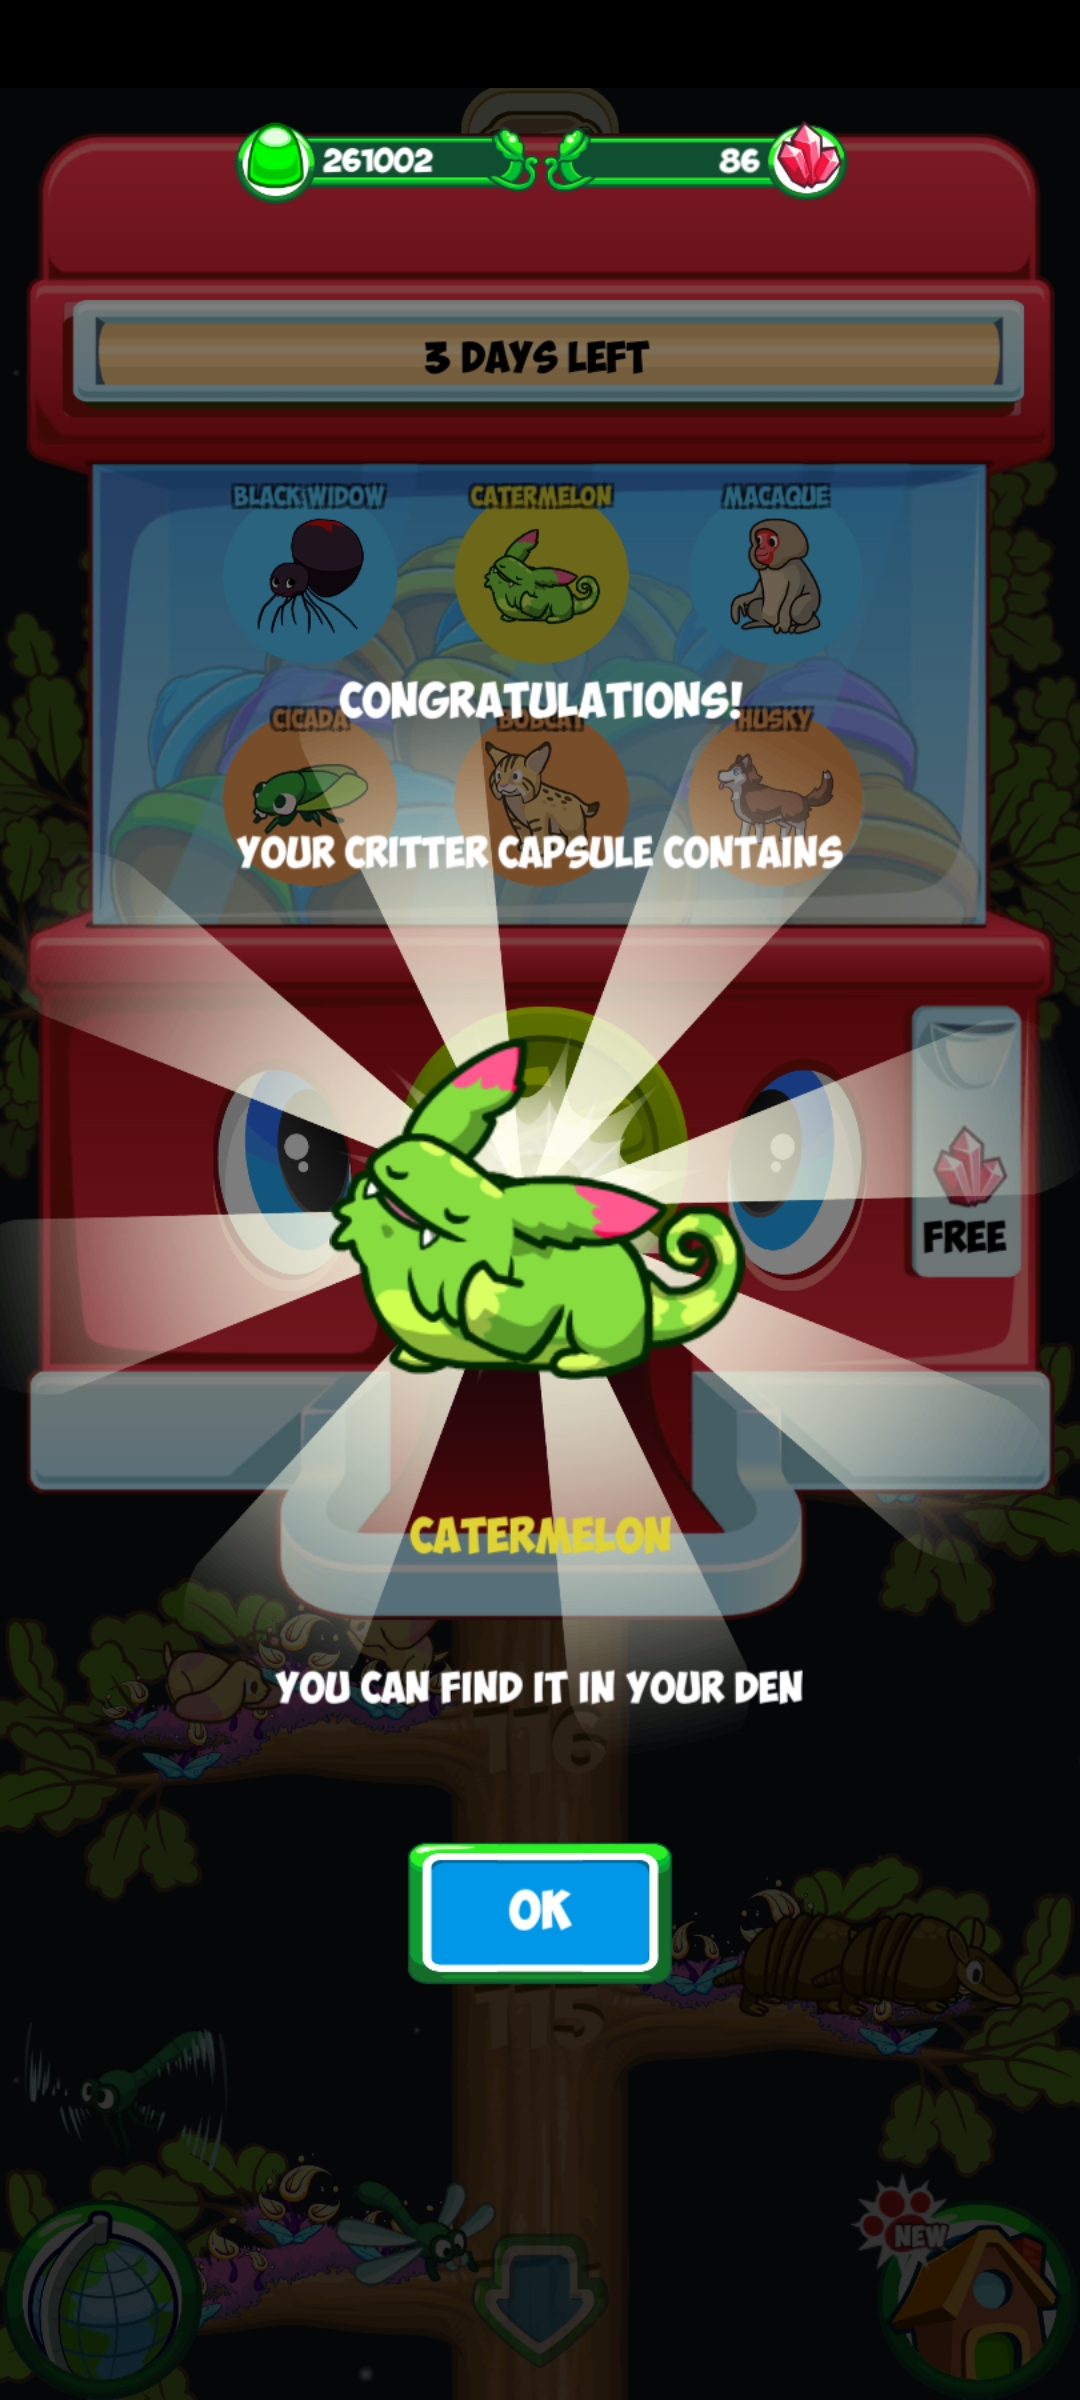 261002
86
3 DAYS LEFT
BLACK WIDOW
CATERMELON
MACAQUE
CONGRATULATIONS!
CICADA
BOBCAT
HUSKY
YOUR CRITTER CAPSULE CONTAINS
FREE
CATERMELON
YOU CAN FIND IT IN YOUR DEN
116
OK
115
NEW